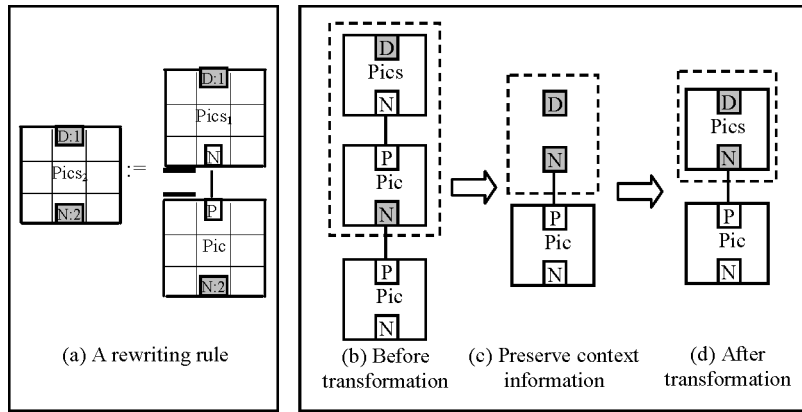 D:1
Pics₂
N:2
:=
D:1
Pics₁
N
P
Pic
N:2
(a) A rewriting rule
D
Pics
N
P
Pic
N
P
Pic
N
(b) Before
transformation
D
N
P
Pic
N
(c) Preserve context
information
D
Pics
N
P
Pic
N
(d) After
transformation